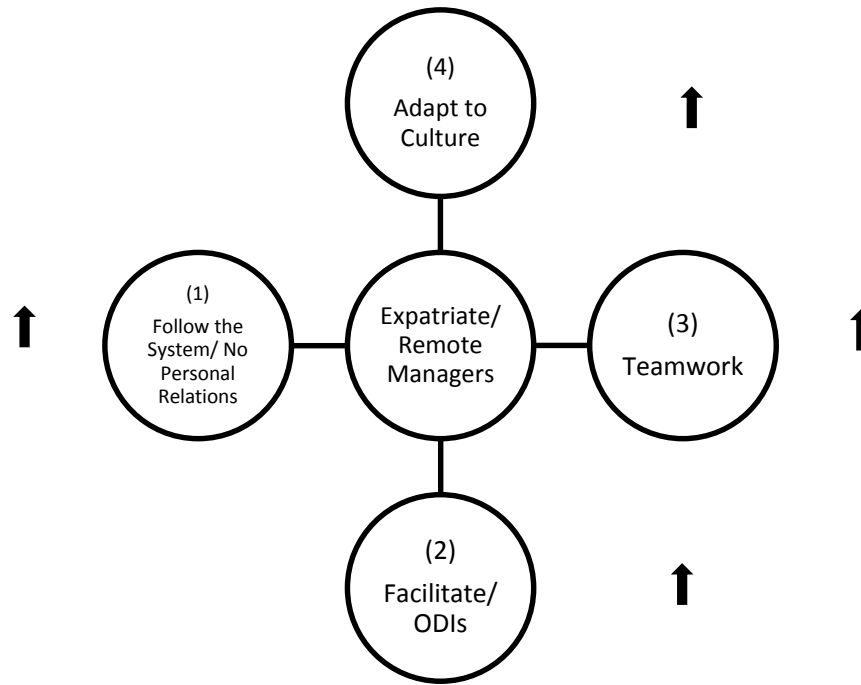 (4)
Adapt to
Culture
(1)
Follow the
System/ No
Personal
Relations
Expatriate/
Remote
Managers
(3)
Teamwork
(2)
Facilitate/
ODIs